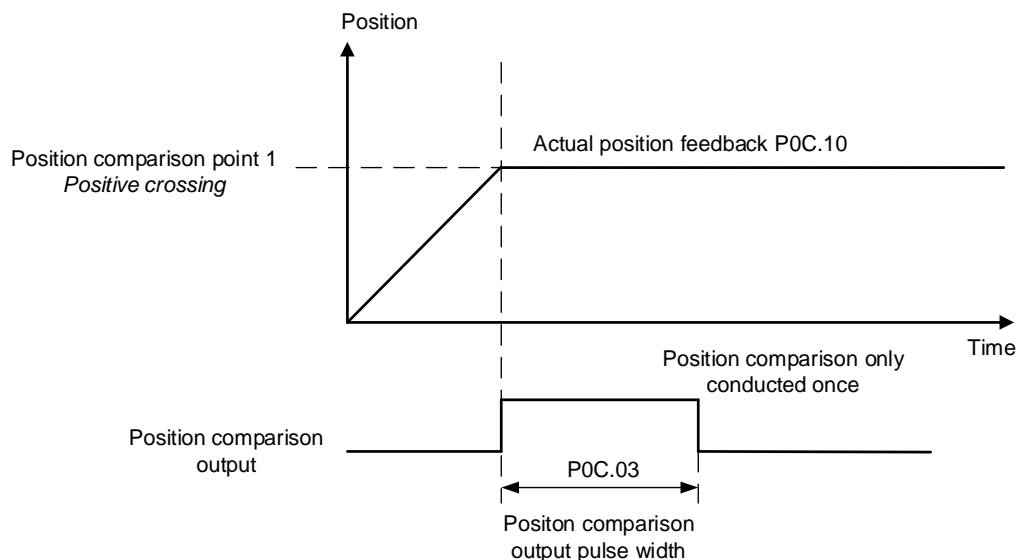 Position
Actual position feedback P0C.10
Position comparison point 1
Positive crossing
Time
Position comparison only
conducted once
Position comparison
output
P0C.03
Positon comparison
output pulse width